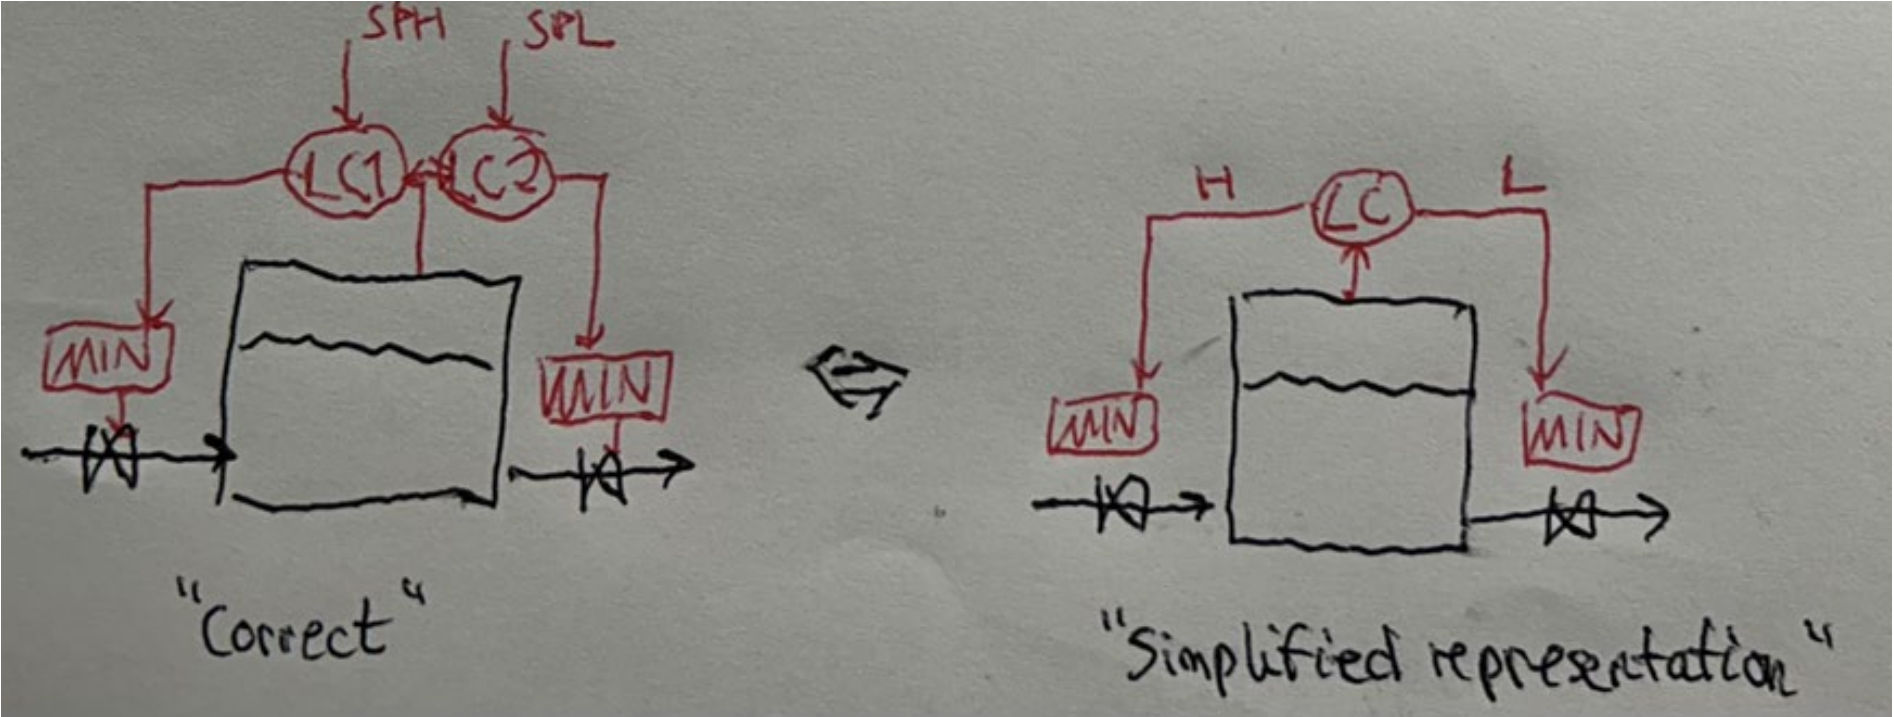 SPH SPL
LC1 LC2
H LC L
MIN MIN
MIN MIN
"Correct"
"Simplified representation"